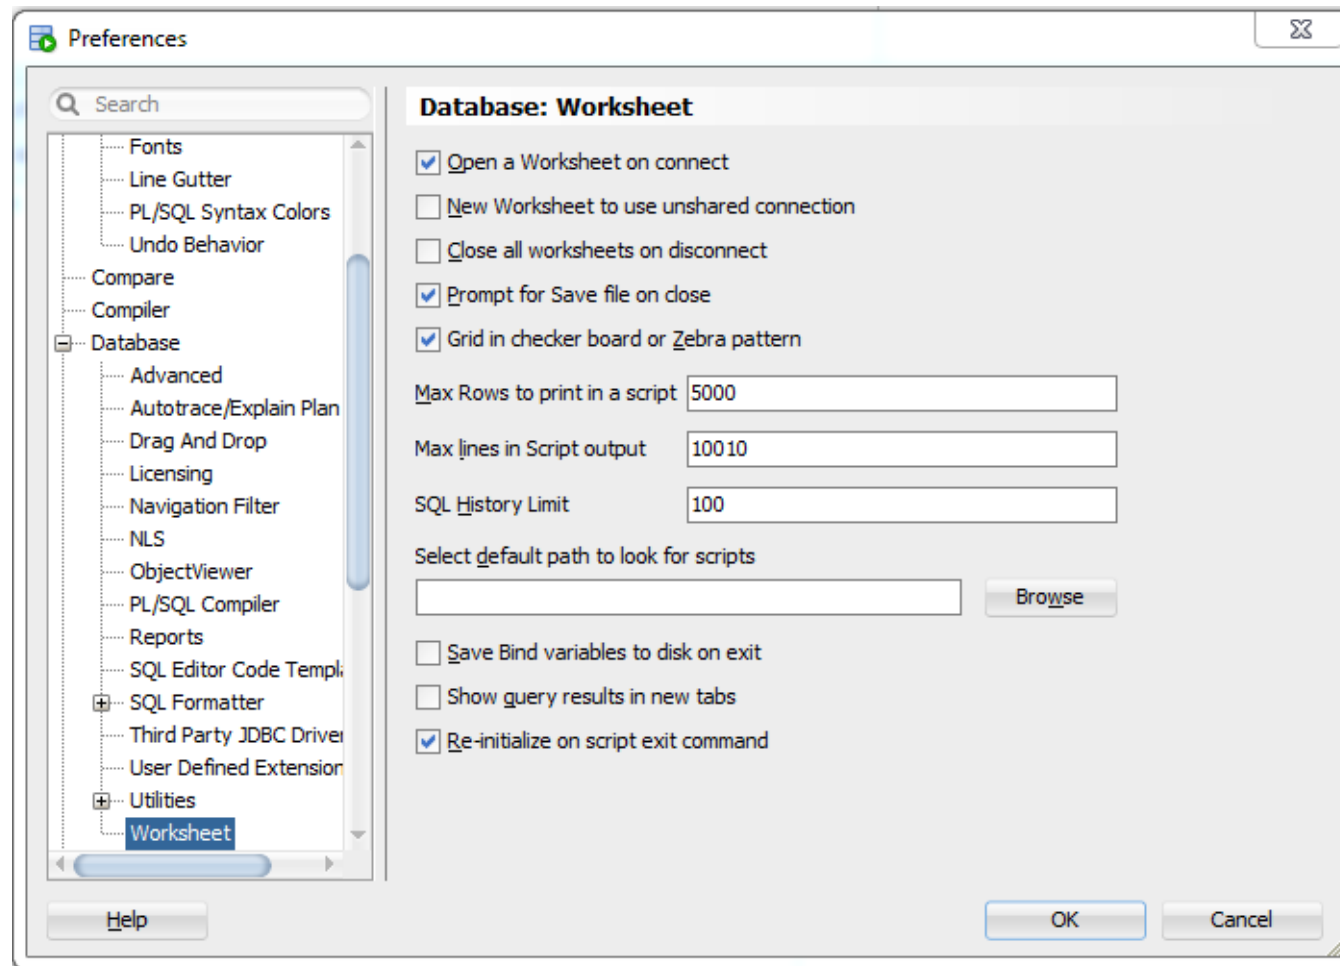 Preferences
Search
Fonts
Line Gutter
PL/SQL Syntax Colors
Undo Behavior
Compare
Compiler
Database
Advanced
Autotrace/Explain Plan
Drag And Drop
Licensing
Navigation Filter
NLS
ObjectViewer
PL/SQL Compiler
Reports
SQL Editor Code Templ
SQL Formatter
Third Party JDBC Driver
User Defined Extension
Utilities
Worksheet
Database: Worksheet
Open a Worksheet on connect
New Worksheet to use unshared connection
Close all worksheets on disconnect
Prompt for Save file on close
Grid in checker board or Zebra pattern
Max Rows to print in a script 5000
Max lines in Script output 10010
SQL History Limit 100
Select default path to look for scripts
Browse
Save Bind variables to disk on exit
Show query results in new tabs
Re-initialize on script exit command
Help OK Cancel